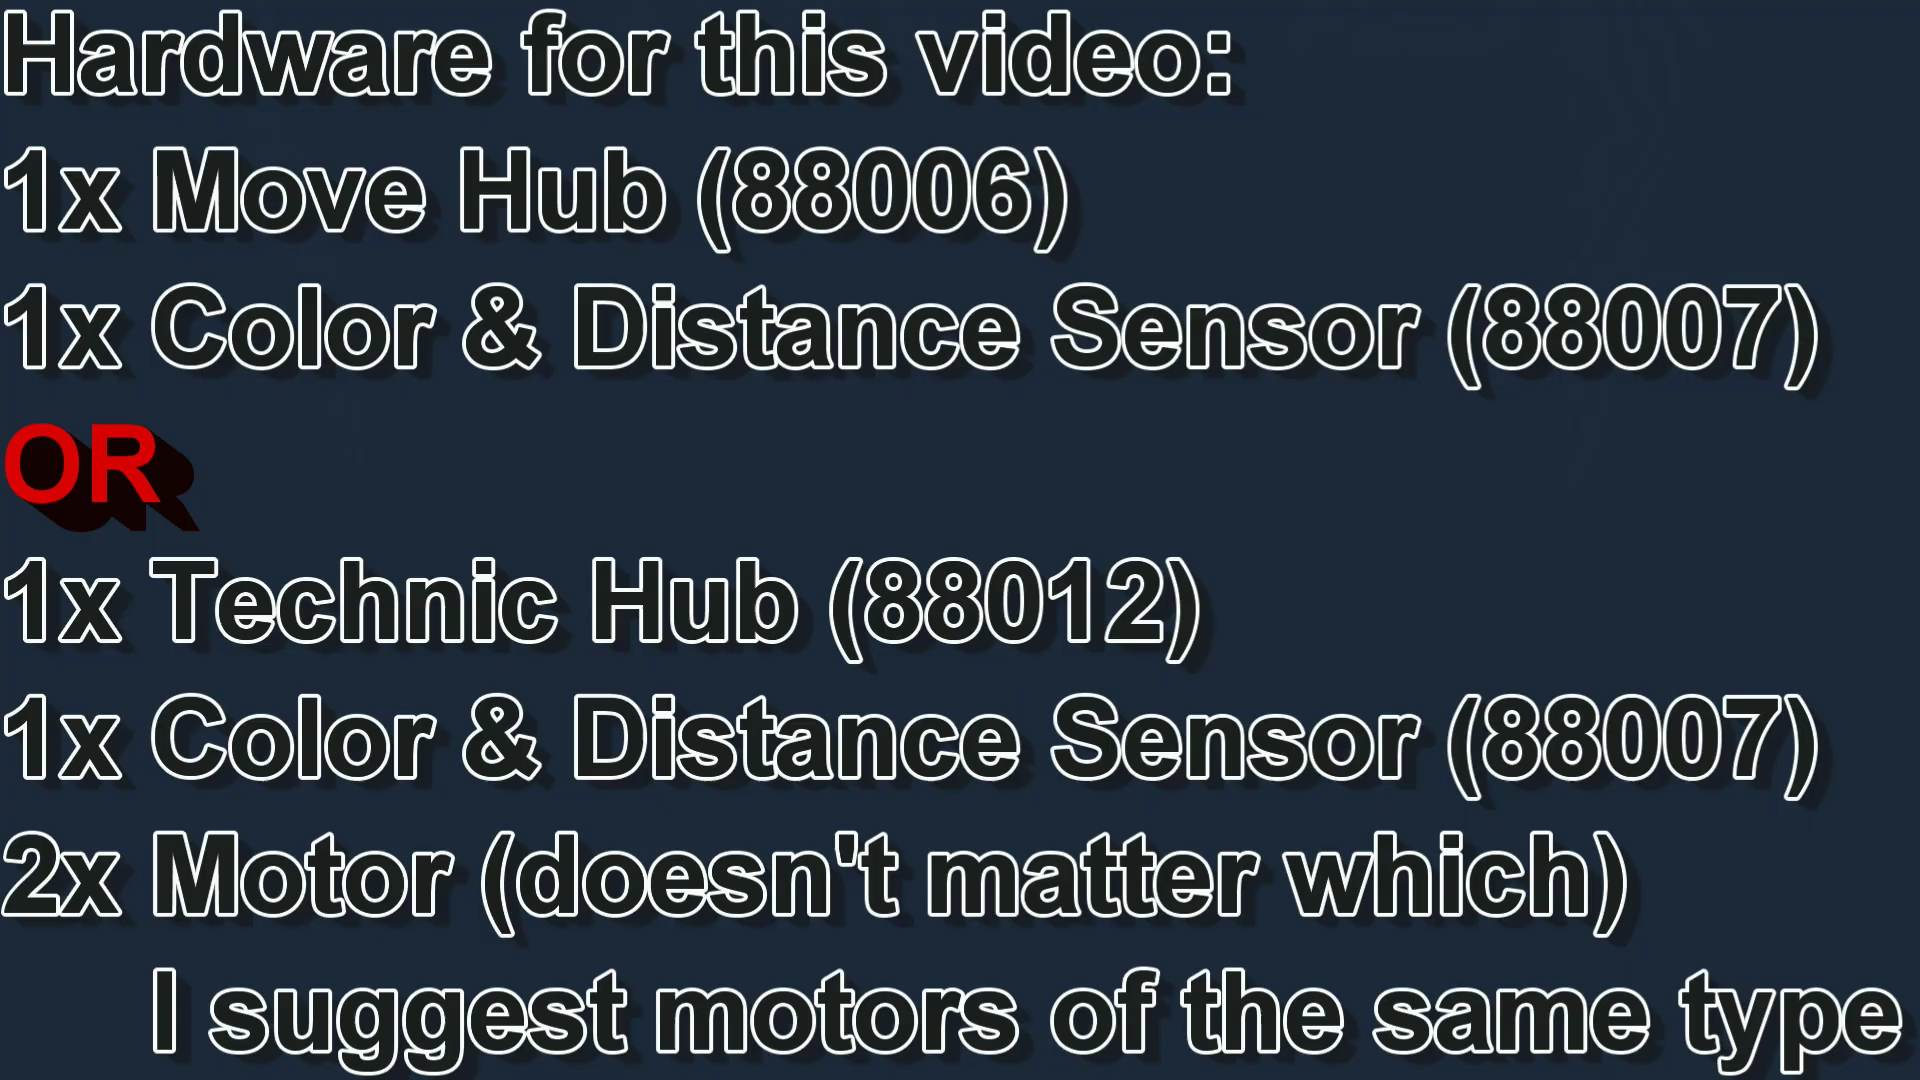 Hardware for this video:
1x Move Hub (88006)
1x Color & Distance Sensor (88007)
OR
1x Technic Hub (88012)
1x Color & Distance Sensor (88007)
2x Motor (doesn't matter which)
I suggest motors of the same type